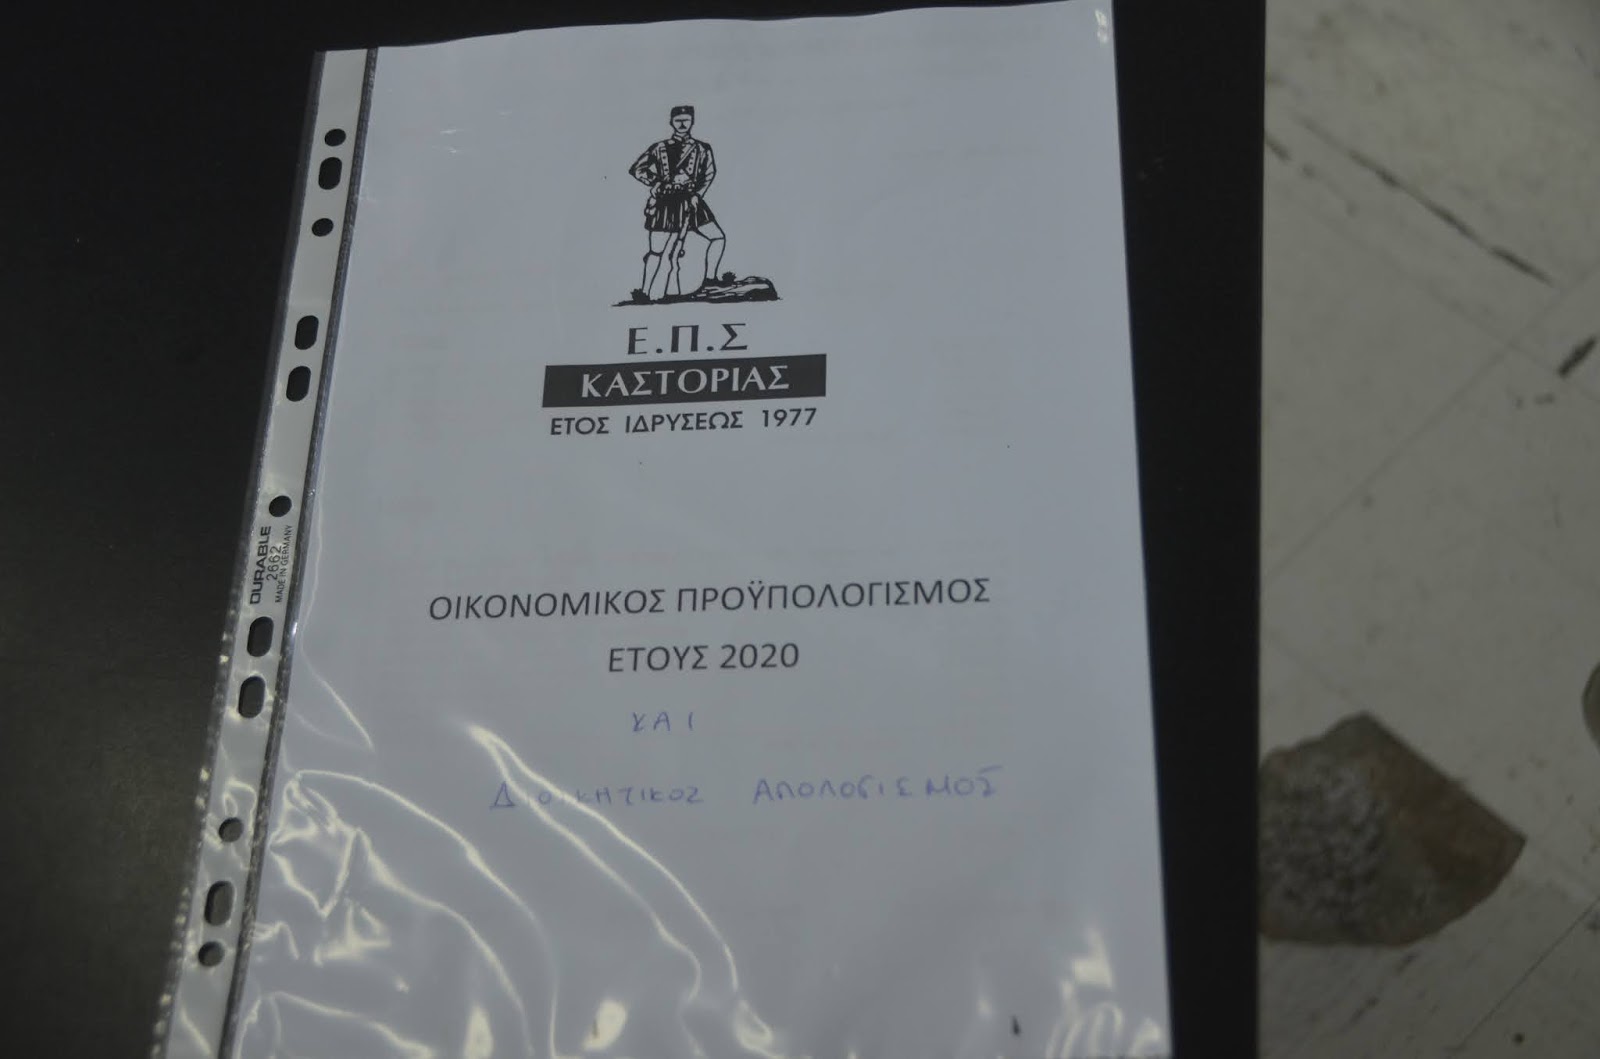 Ε.Π.Σ
ΚΑΣΤΟΡΙΑΣ
ΕΤΟΣ ΙΔΡΥΣΕΩΣ 1977
DURABLE
2662
MADE IN GERMANY
ΟΙΚΟΝΟΜΙΚΟΣ ΠΡΟΫΠΟΛΟΓΙΣΜΟΣ
ΕΤΟΥΣ 2020
ΚΑΙ
ΔΙΟΙΚΗΤΙΚΟΣ ΑΠΟΛΟΓΙΣΜΟΣ